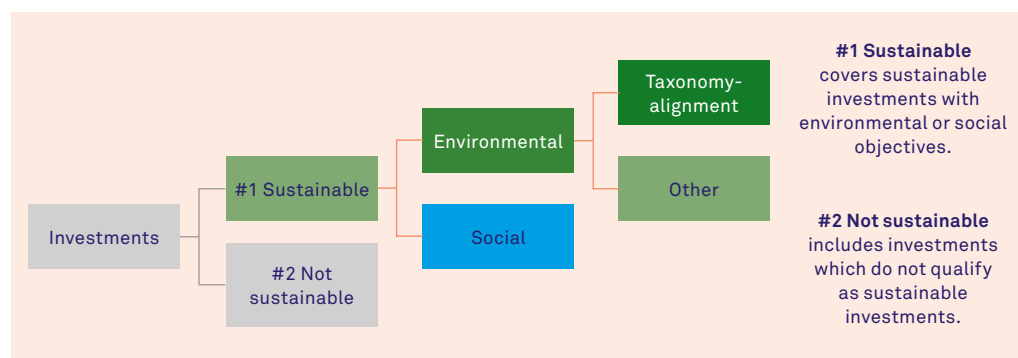 Investments
#1 Sustainable
#2 Not
sustainable
Environmental
Social
Taxonomy-
alignment
Other
#1 Sustainable
covers sustainable
investments with
environmental or social
objectives.
#2 Not sustainable
includes investments
which do not qualify
as sustainable
investments.